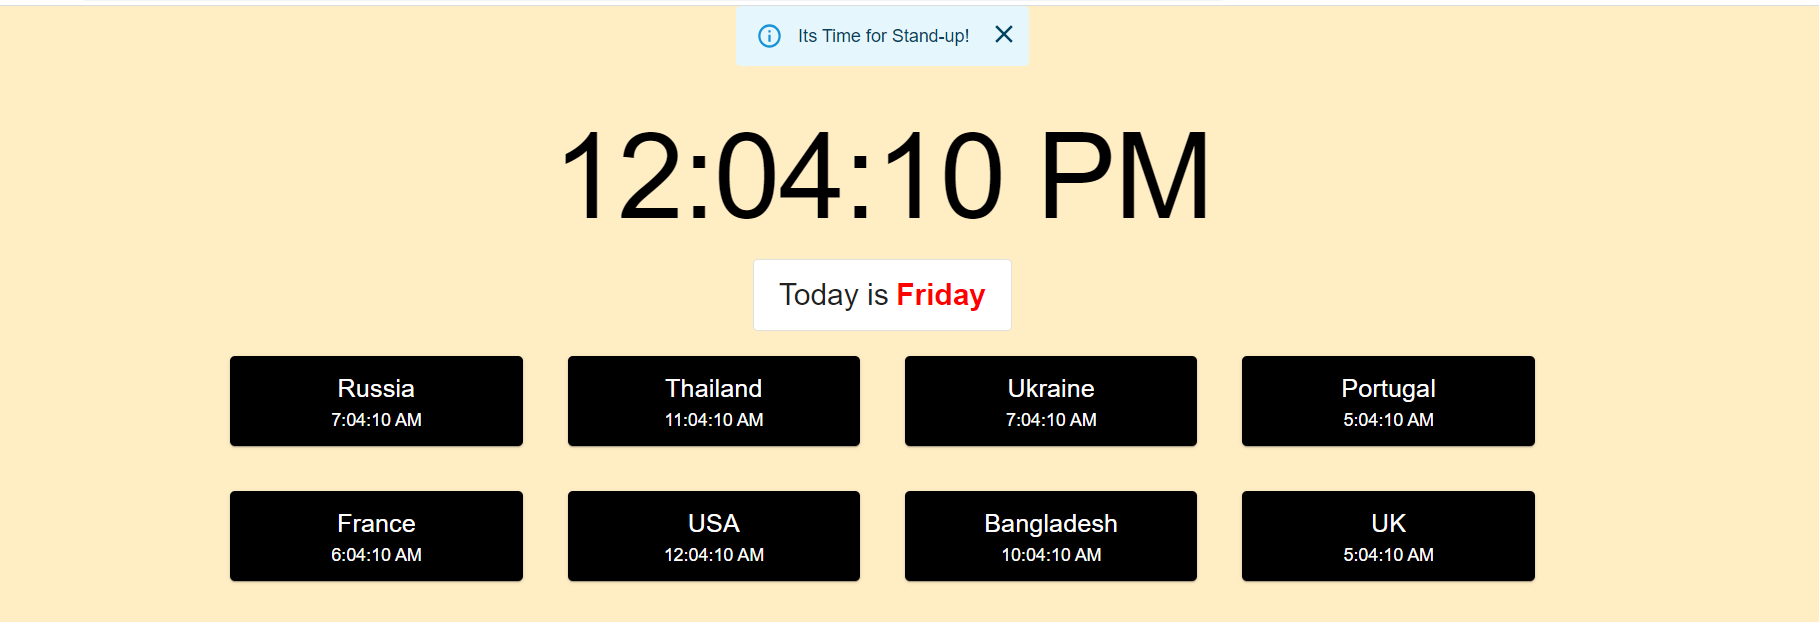 Its Time for Stand-up!
12:04:10 PM
Today is Friday
Russia
7:04:10 AM
Thailand
11:04:10 AM
Ukraine
7:04:10 AM
Portugal
5:04:10 AM
France
6:04:10 AM
USA
12:04:10 AM
Bangladesh
10:04:10 AM
UK
5:04:10 AM